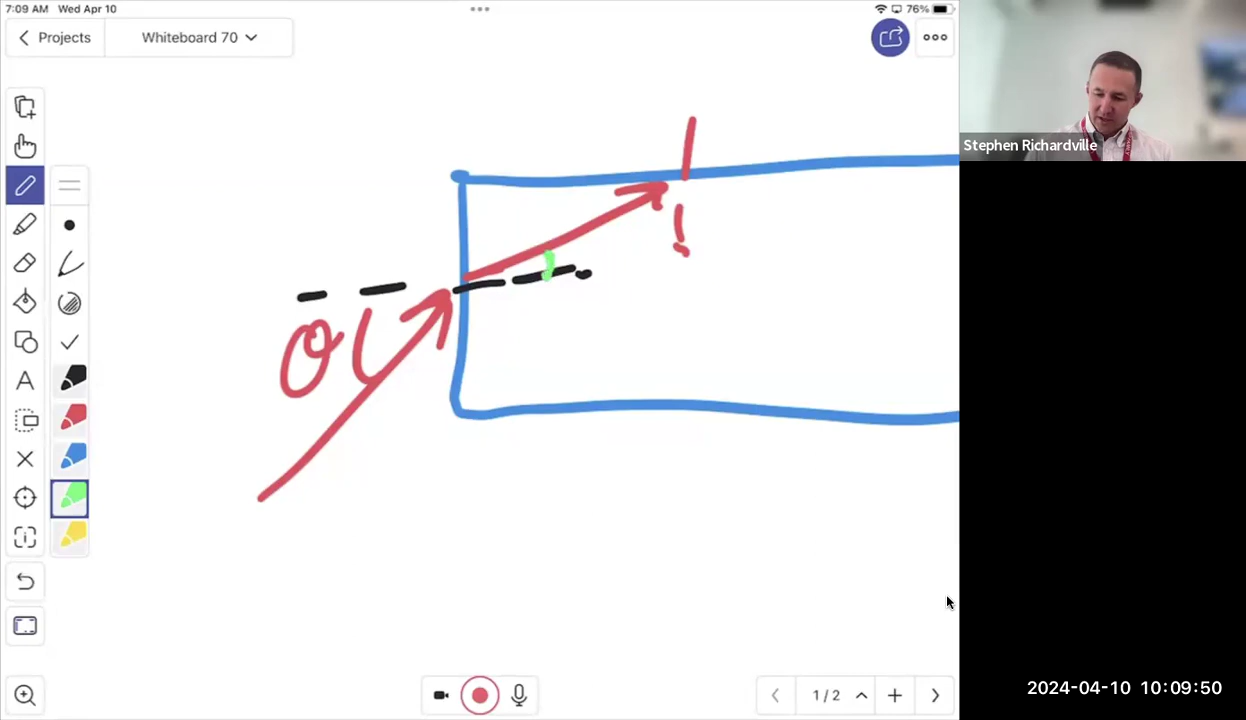 7:09 AM Wed Apr 10
76%
Projects
Whiteboard 70
Stephen Richardville
A
1 / 2
2024-04-10 10:09:50